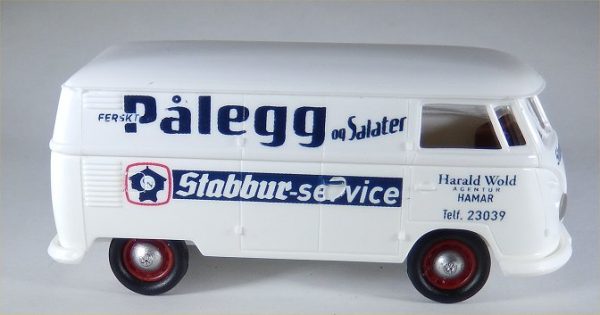 FERSKT Pålegg og Salater
Stabbur-service
Harald Wold
AGENTUR
HAMAR
Telf. 23039